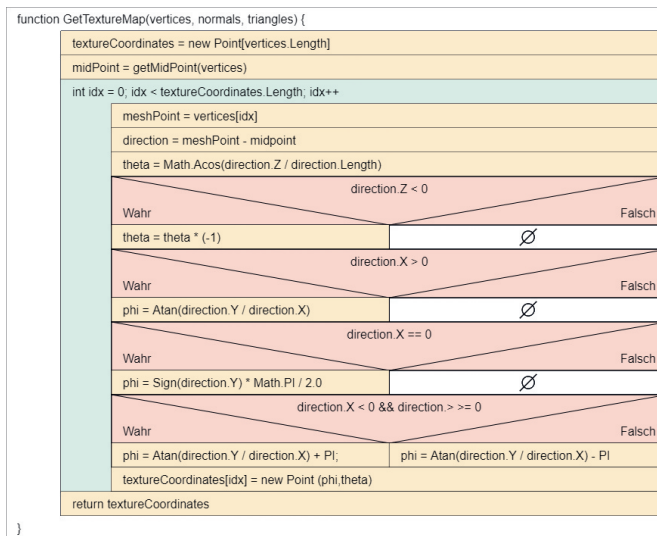 function GetTextureMap(vertices, normals, triangles) {
textureCoordinates = new Point[vertices.Length]
midPoint = getMidPoint(vertices)
int idx = 0; idx < textureCoordinates.Length; idx++
meshPoint = vertices[idx]
direction = meshPoint - midpoint
theta = Math.Acos(direction.Z / direction.Length)
direction.Z < 0
Wahr Falsch
theta = theta * (-1) ∅
direction.X > 0
Wahr Falsch
phi = Atan(direction.Y / direction.X) ∅
direction.X == 0
Wahr Falsch
phi = Sign(direction.Y) * Math.PI / 2.0 ∅
direction.X < 0 && direction.> >= 0
Wahr Falsch
phi = Atan(direction.Y / direction.X) + PI; phi = Atan(direction.Y / direction.X) - PI
textureCoordinates[idx] = new Point (phi,theta)
return textureCoordinates
}